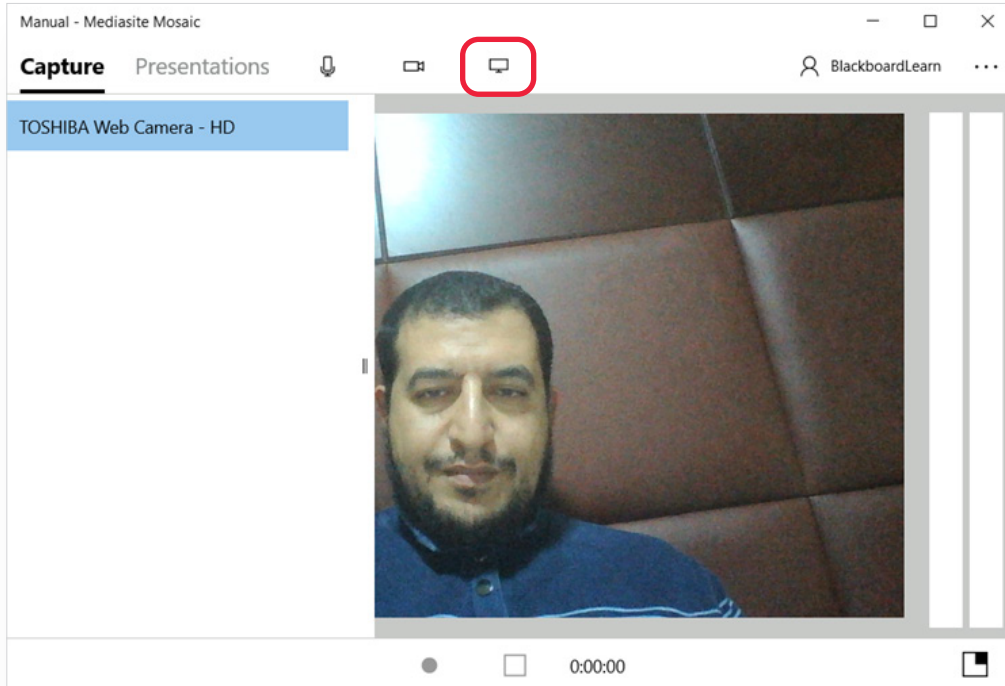 Manual - Mediasite Mosaic
Capture Presentations BlackboardLearn
TOSHIBA Web Camera - HD
0:00:00